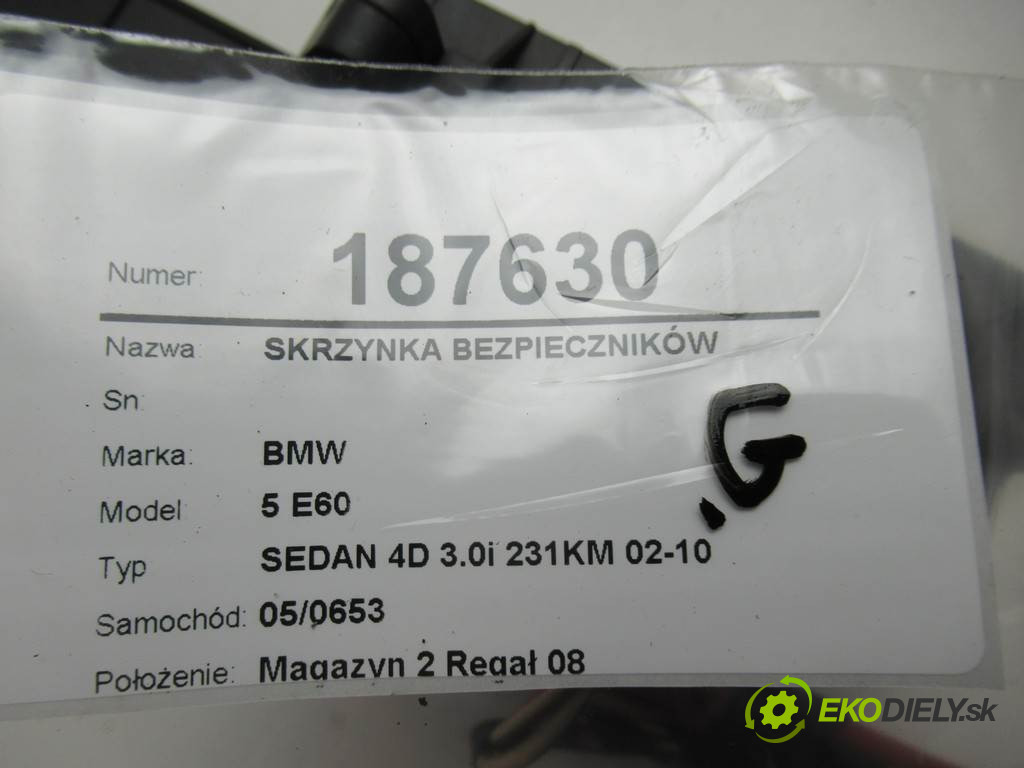 Numer: 187630
Nazwa SKRZYNKA BEZPIECZNIKÓW
Sn:
Marka: BMW
Model 5 E60
Typ SEDAN 4D 3.0i 231KM 02-10
Samochód: 05/0653
Położenie: Magazyn 2 Regał 08
G
EKODIELY.sk